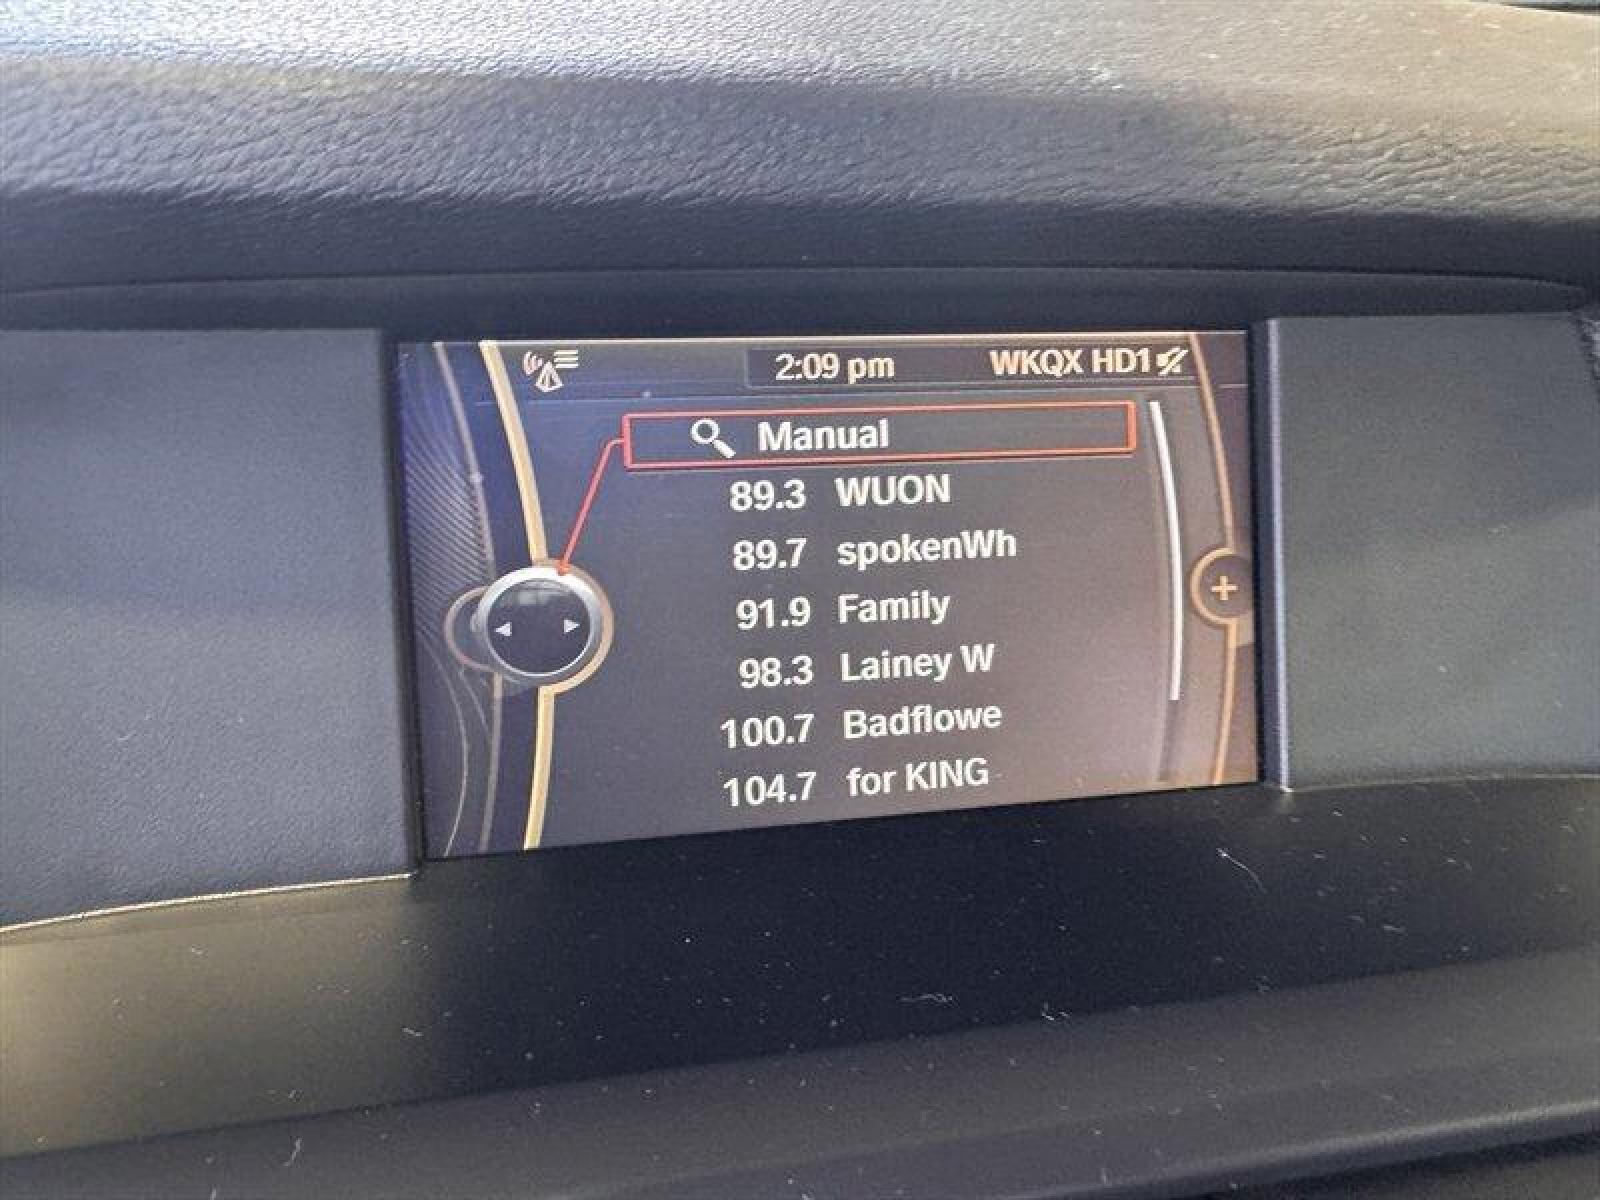 2:09 pm WKQX HD1
Manual
89.3 WUON
89.7 spokenWh
91.9 Family
98.3 Lainey W
100.7 Badflowe
104.7 for KING